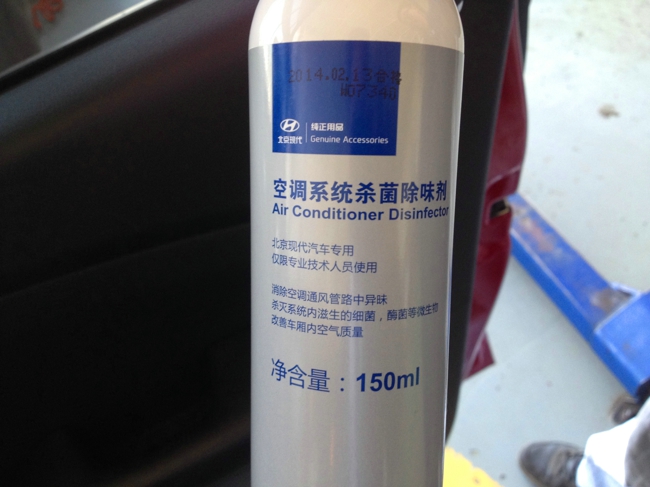 2014.02.13合格
W07340
北京现代
纯正用品
Genuine Accessories
空调系统杀菌除味剂
Air Conditioner Disinfector
北京现代汽车专用
仅限专业技术人员使用
消除空调通风管路中异味
杀灭系统内滋生的细菌，酶菌等微生物
改善车厢内空气质量
净含量：150ml